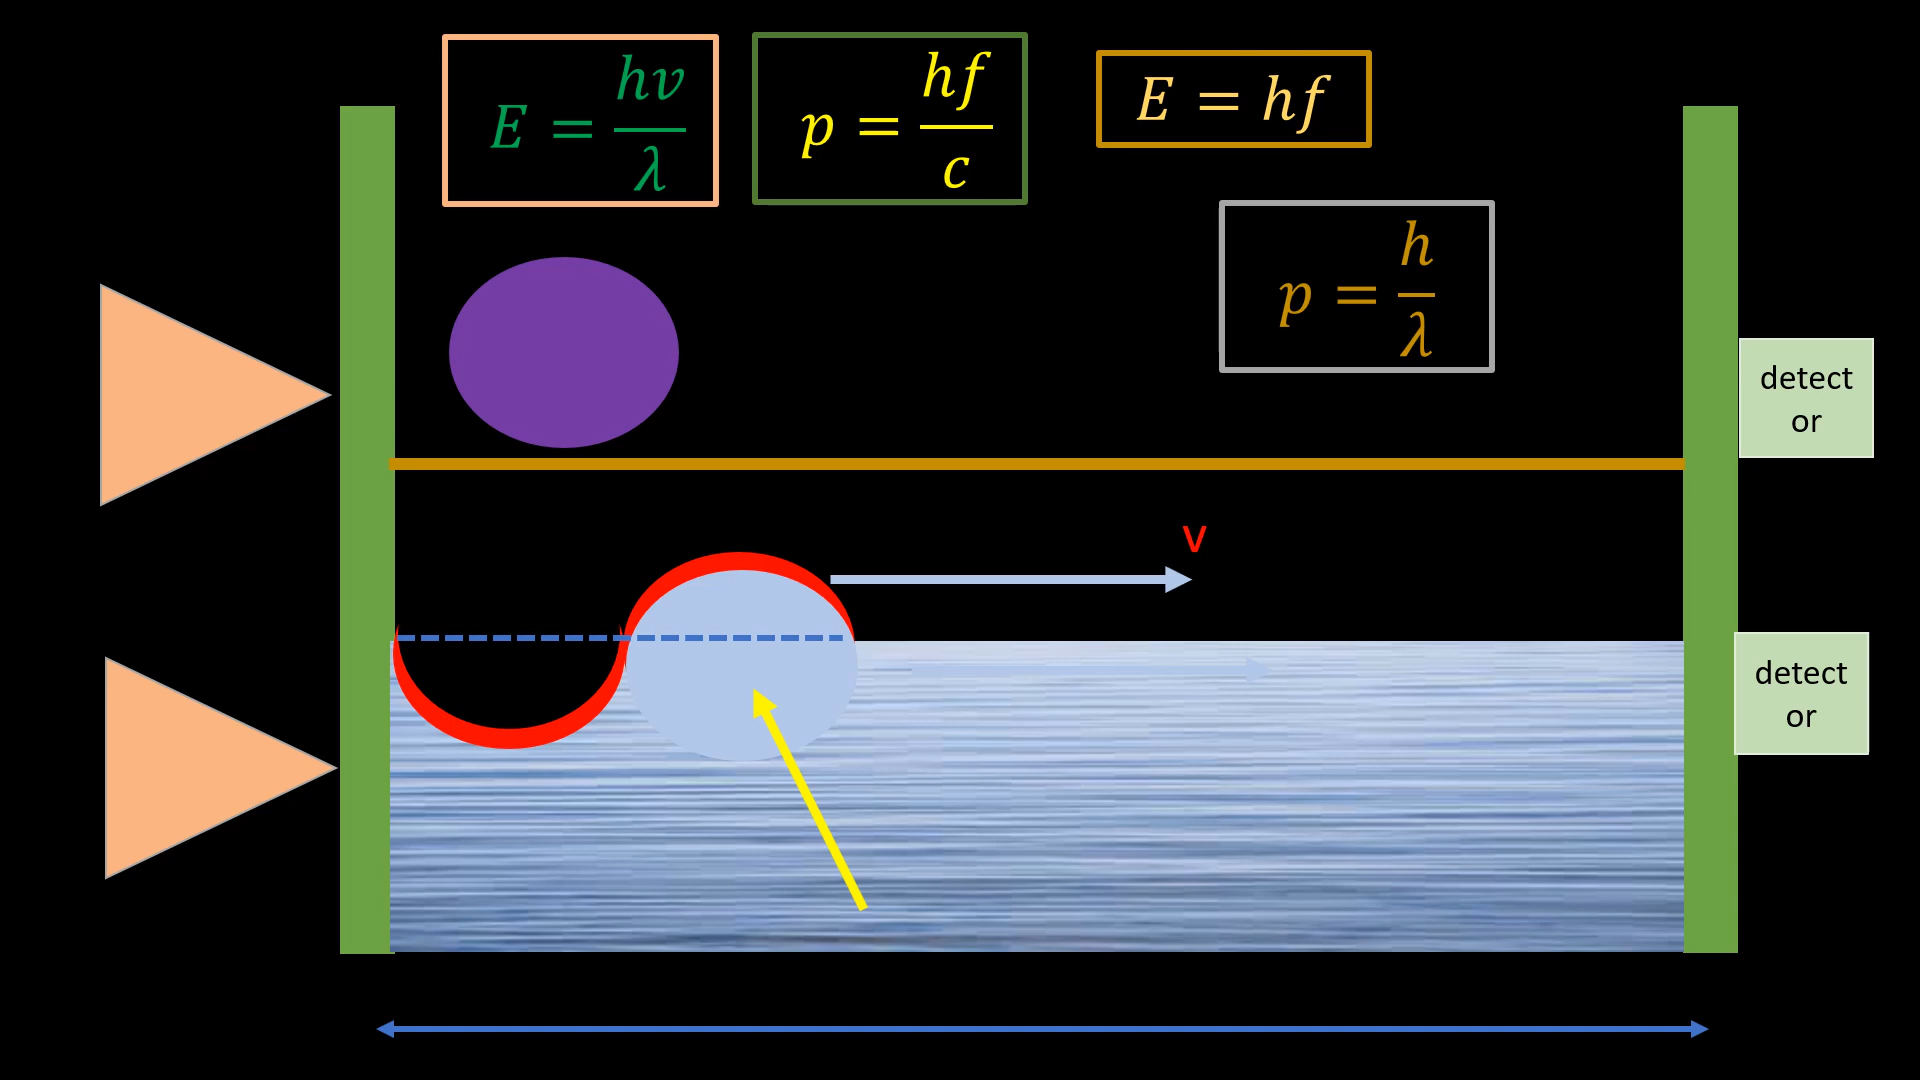 E = hv/λ
p = hf/c
E = hf
p = h/λ
detect
or
v
detect
or